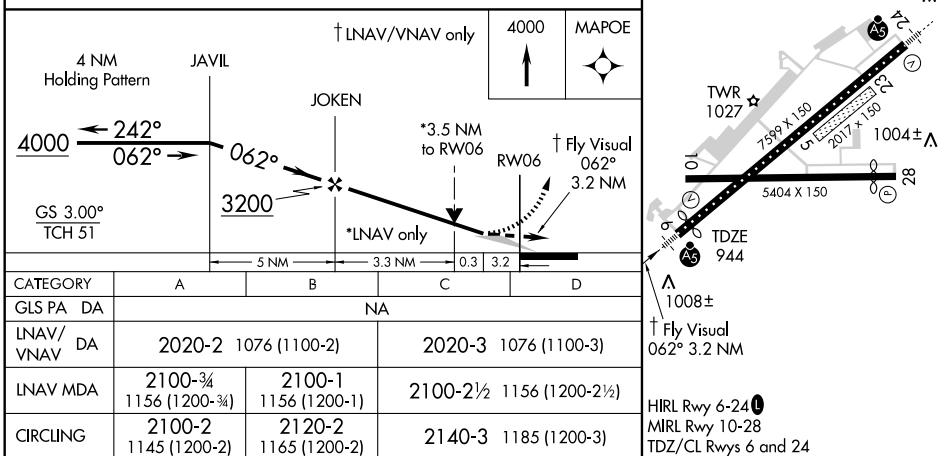 † LNAV/VNAV only
4000
MAPOE
4 NM
Holding Pattern
JAVIL
JOKEN
4000
242°
062°
062°
3200
*3.5 NM
to RW06
RW06
† Fly Visual
062°
3.2 NM
GS 3.00°
TCH 51
*LNAV only
5 NM
3.3 NM
0.3
3.2
CATEGORY A B C D
GLS PA DA NA
LNAV/
VNAV DA 2020-2 1076 (1100-2) 2020-3 1076 (1100-3)
LNAV MDA 2100-¾ 1156 (1200-¾) 2100-1 1156 (1200-1) 2100-2½ 1156 (1200-2½)
CIRCLING 2100-2 1145 (1200-2) 2120-2 1165 (1200-2) 2140-3 1185 (1200-3)
24
A5
V
TWR
1027
7599 X 150
23
5
2017 x 150
1004±
10
5404 X 150
28
V
P
6
TDZE
944
A5
1008±
† Fly Visual
062° 3.2 NM
HIRL Rwy 6-24 L
MIRL Rwy 10-28
TDZ/CL Rwys 6 and 24